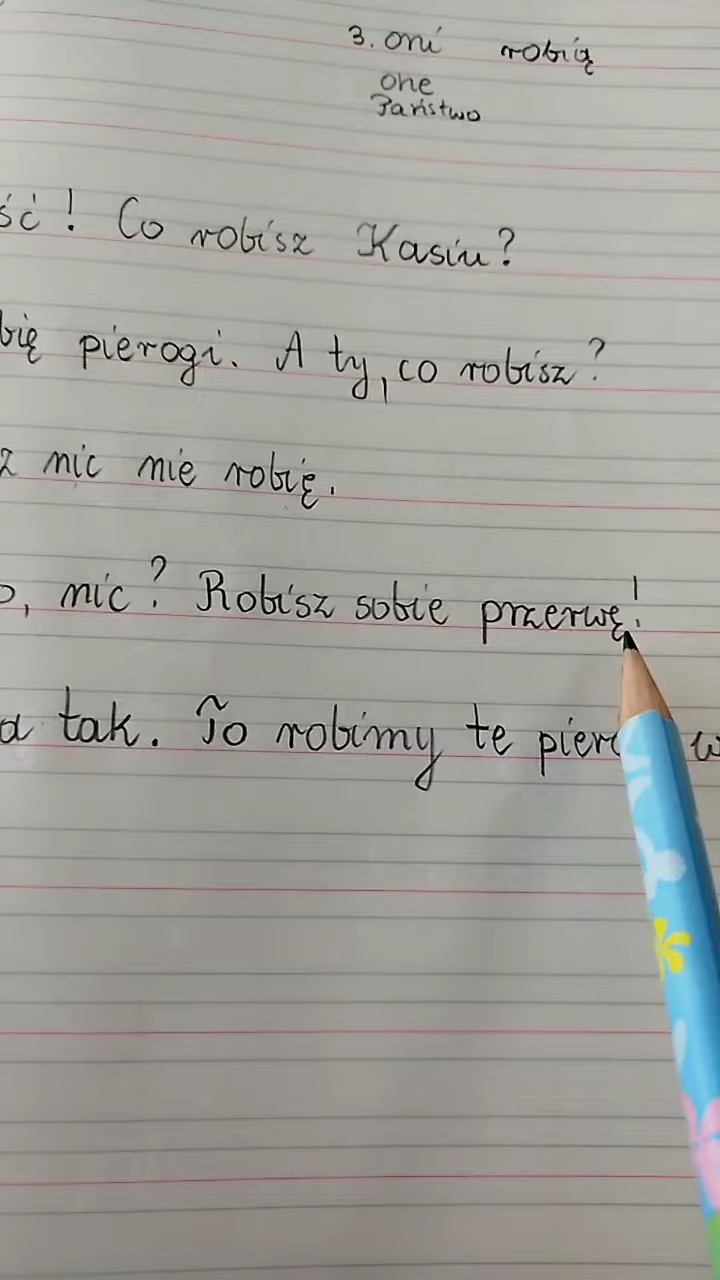 3. oni robią
one
Państwo
ść! Co robisz Kasiu?
bię pierogi. A ty, co robisz?
z nic nie robię.
o, nic? Robisz sobie przerwę!
a tak. To robimy te pier w